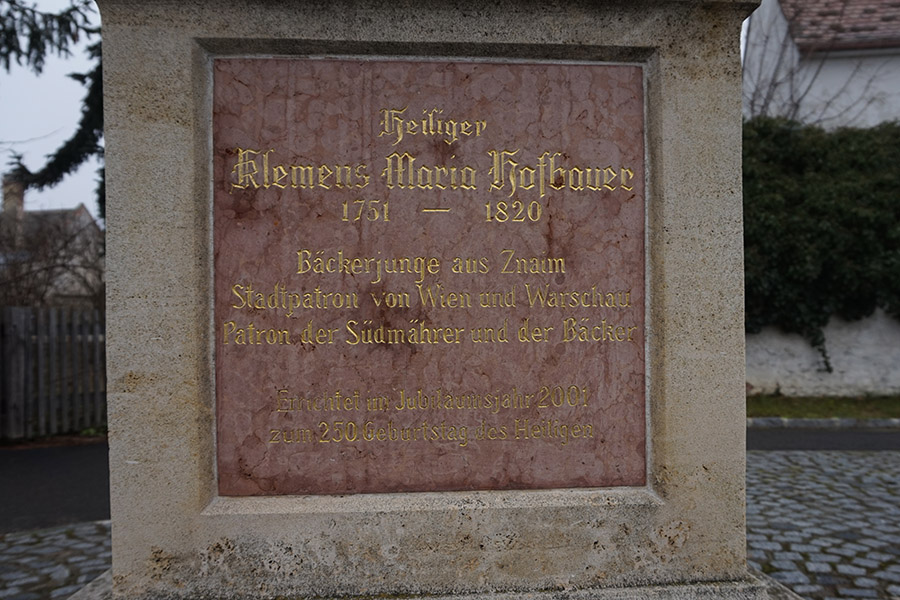 Heiliger
Klemens Maria Hofbauer
1751 — 1820
Bäckerjunge aus Znaim
Stadtpatron von Wien und Warschau
Patron der Südmährer und der Bäcker
Errichtet im Jubiläumsjahr 2001
zum 250. Geburtstag des Heiligen